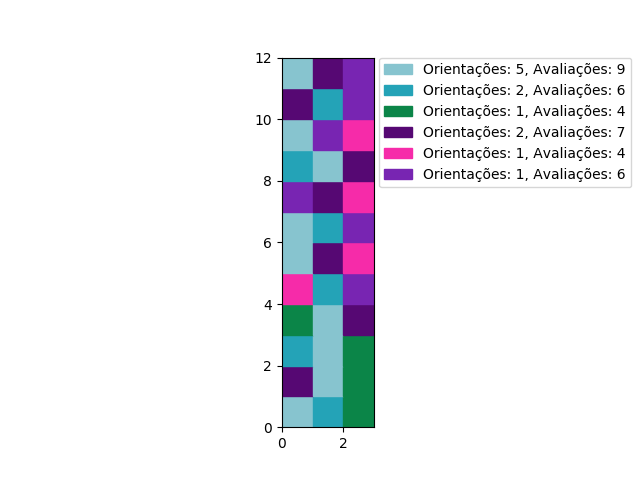 12
10
8
6
4
2
0
0 2
Orientações: 5, Avaliações: 9
Orientações: 2, Avaliações: 6
Orientações: 1, Avaliações: 4
Orientações: 2, Avaliações: 7
Orientações: 1, Avaliações: 4
Orientações: 1, Avaliações: 6